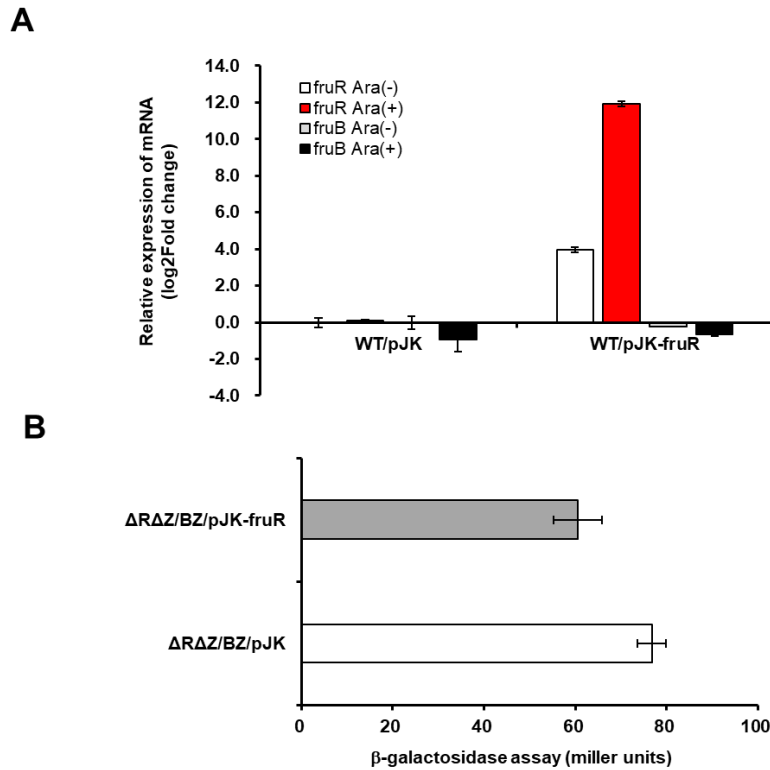 A
Relative expression of mRNA
(log2Fold change)
14.0
12.0
10.0
8.0
6.0
4.0
2.0
0.0
-2.0
-4.0
fruR Ara(-)
fruR Ara(+)
fruB Ara(-)
fruB Ara(+)
WT/pJK
WT/pJK-fruR
B
ΔRΔZ/BZ/pJK-fruR
ΔRΔZ/BZ/pJK
0
20
40
60
80
100
β-galactosidase assay (miller units)